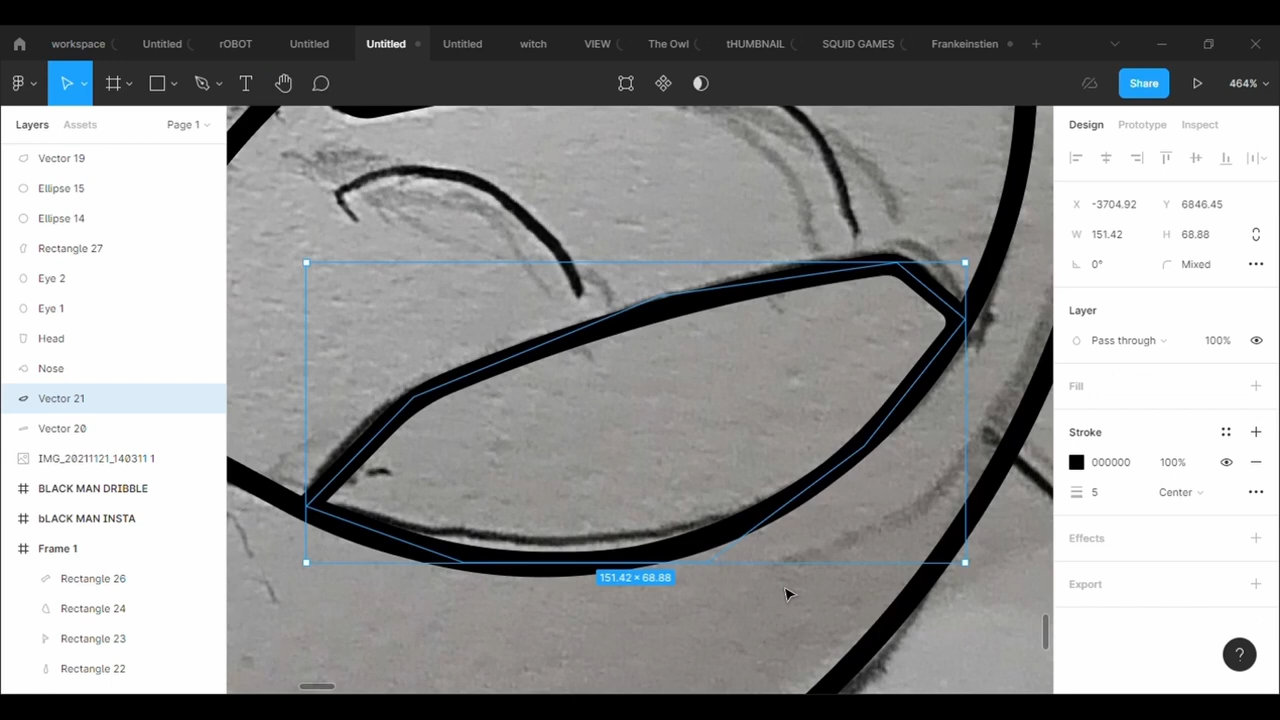 workspace Untitled rOBOT Untitled Untitled Untitled witch VIEW The Owl tHUMBNAIL SQUID GAMES Frankeinstien
Share 464%
Layers Assets Page 1
Vector 19
Ellipse 15
Ellipse 14
Rectangle 27
Eye 2
Eye 1
Head
Nose
Vector 21
Vector 20
IMG_20211121_140311 1
BLACK MAN DRIBBLE
bLACK MAN INSTA
Frame 1
Rectangle 26
Rectangle 24
Rectangle 23
Rectangle 22
151.42 × 68.88
Design Prototype Inspect
X -3704.92 Y 6846.45
W 151.42 H 68.88
0° Mixed
Layer
Pass through 100%
Fill
Stroke
000000 100%
5 Center
Effects
Export
?